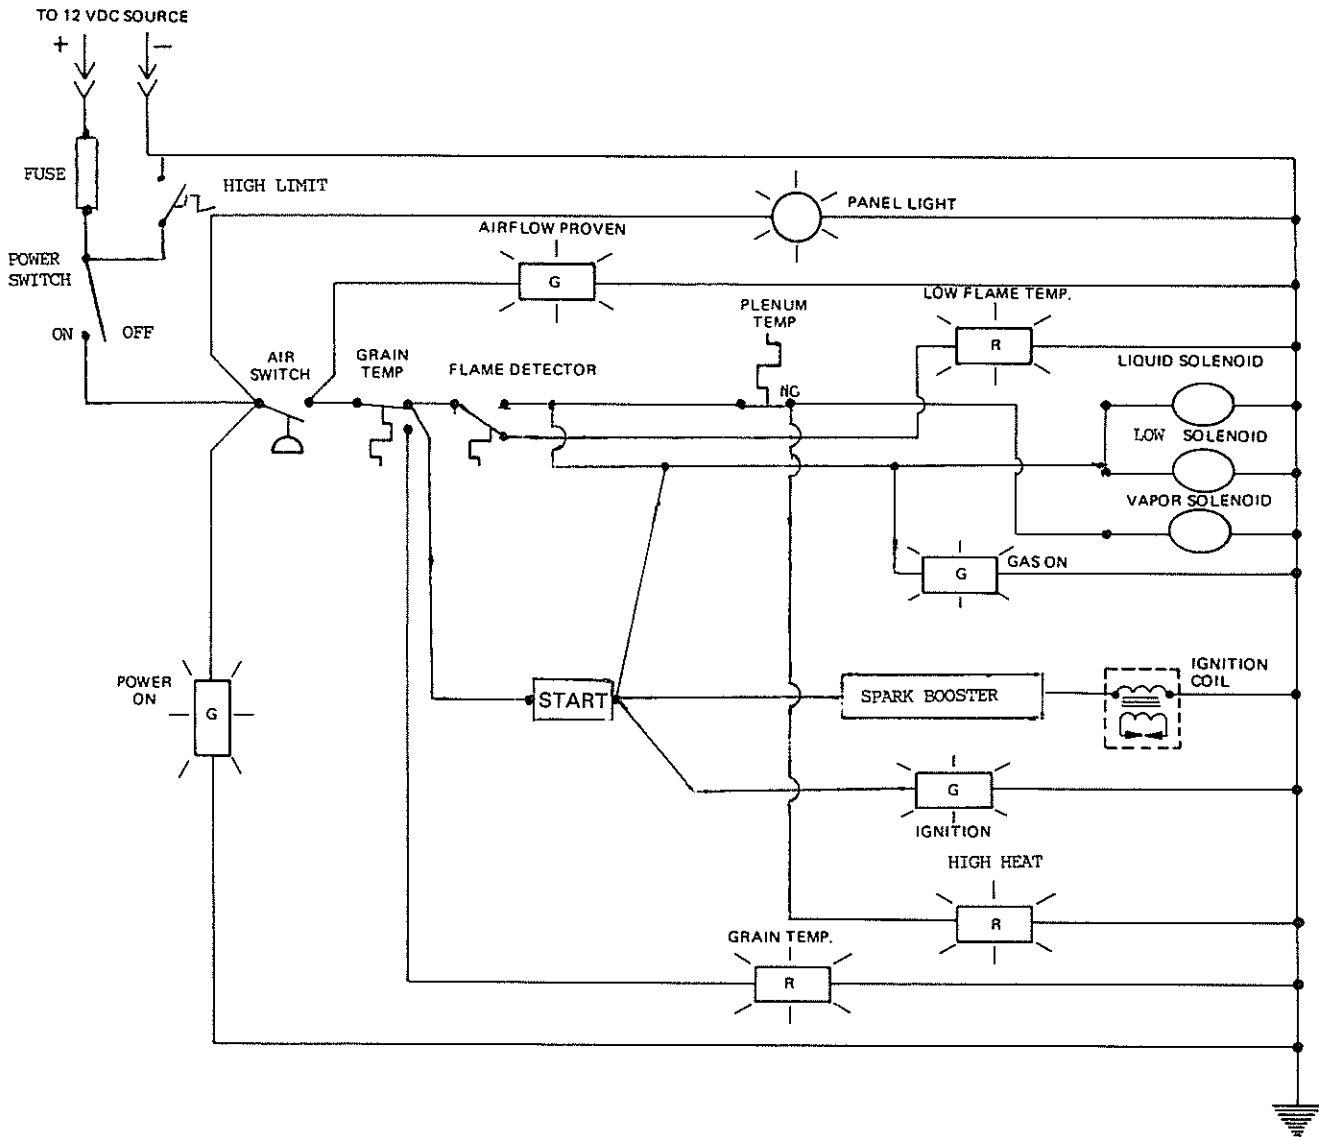 TO 12 VDC SOURCE
+ −
FUSE
HIGH LIMIT
PANEL LIGHT
AIRFLOW PROVEN
G
POWER
SWITCH
ON OFF
PLENUM
TEMP
LOW FLAME TEMP.
R
LIQUID SOLENOID
AIR
SWITCH
GRAIN
TEMP
FLAME DETECTOR
NC
LOW SOLENOID
VAPOR SOLENOID
G
GAS ON
POWER
ON
G
START
SPARK BOOSTER
IGNITION
COIL
G
IGNITION
HIGH HEAT
R
GRAIN TEMP.
R